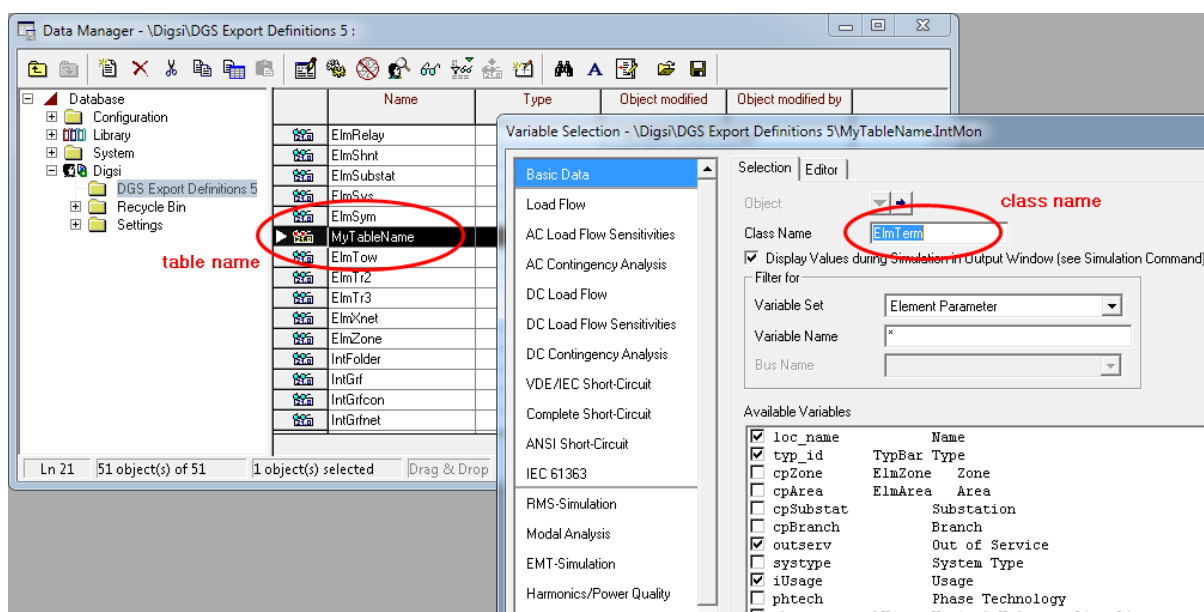 Data Manager - \Digsi\DGS Export Definitions 5 :
Database
Configuration
Library
System
Digsi
DGS Export Definitions 5
Recycle Bin
Settings
Name Type Object modified Object modified by
ElmRelay
ElmShnt
ElmSubstat
ElmSys
ElmSym
MyTableName
ElmTow
ElmTr2
ElmTr3
ElmXnet
ElmZone
IntFolder
IntGrf
IntGrfcon
IntGrfnet
table name
Ln 21 51 object(s) of 51 1 object(s) selected Drag & Drop
Variable Selection - \Digsi\DGS Export Definitions 5\MyTableName.IntMon
Basic Data
Load Flow
AC Load Flow Sensitivities
AC Contingency Analysis
DC Load Flow
DC Load Flow Sensitivities
DC Contingency Analysis
VDE/IEC Short-Circuit
Complete Short-Circuit
ANSI Short-Circuit
IEC 61363
RMS-Simulation
Modal Analysis
EMT-Simulation
Harmonics/Power Quality
Selection Editor
Object
class name
Class Name ElmTerm
Display Values during Simulation in Output Window (see Simulation Command)
Filter for
Variable Set Element Parameter
Variable Name *
Bus Name
Available Variables
loc_name Name
typ_id TypBar Type
cpZone ElmZone Zone
cpArea ElmArea Area
cpSubstat Substation
cpBranch Branch
outserv Out of Service
systype System Type
iUsage Usage
phtech Phase Technology